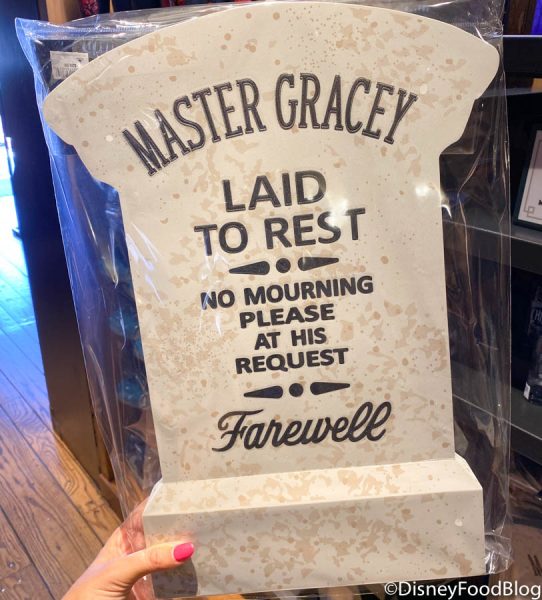 MASTER GRACEY
LAID
TO REST
NO MOURNING
PLEASE
AT HIS
REQUEST
Farewell
©DisneyFoodBlog